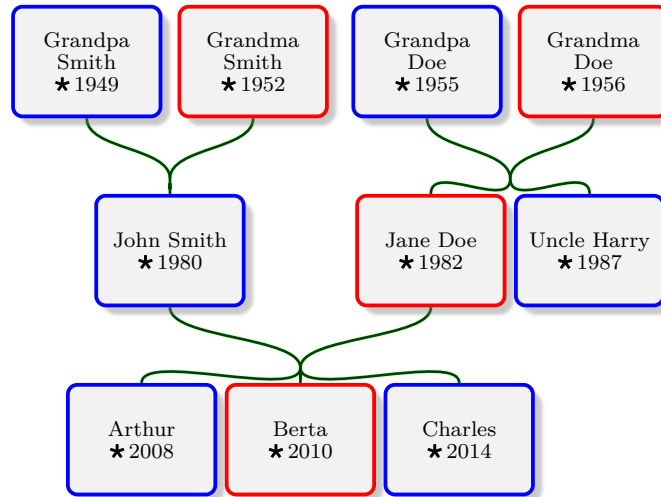 Grandpa
Smith
★ 1949
Grandma
Smith
★ 1952
Grandpa
Doe
★ 1955
Grandma
Doe
★ 1956
John Smith
★ 1980
Jane Doe
★ 1982
Uncle Harry
★ 1987
Arthur
★ 2008
Berta
★ 2010
Charles
★ 2014